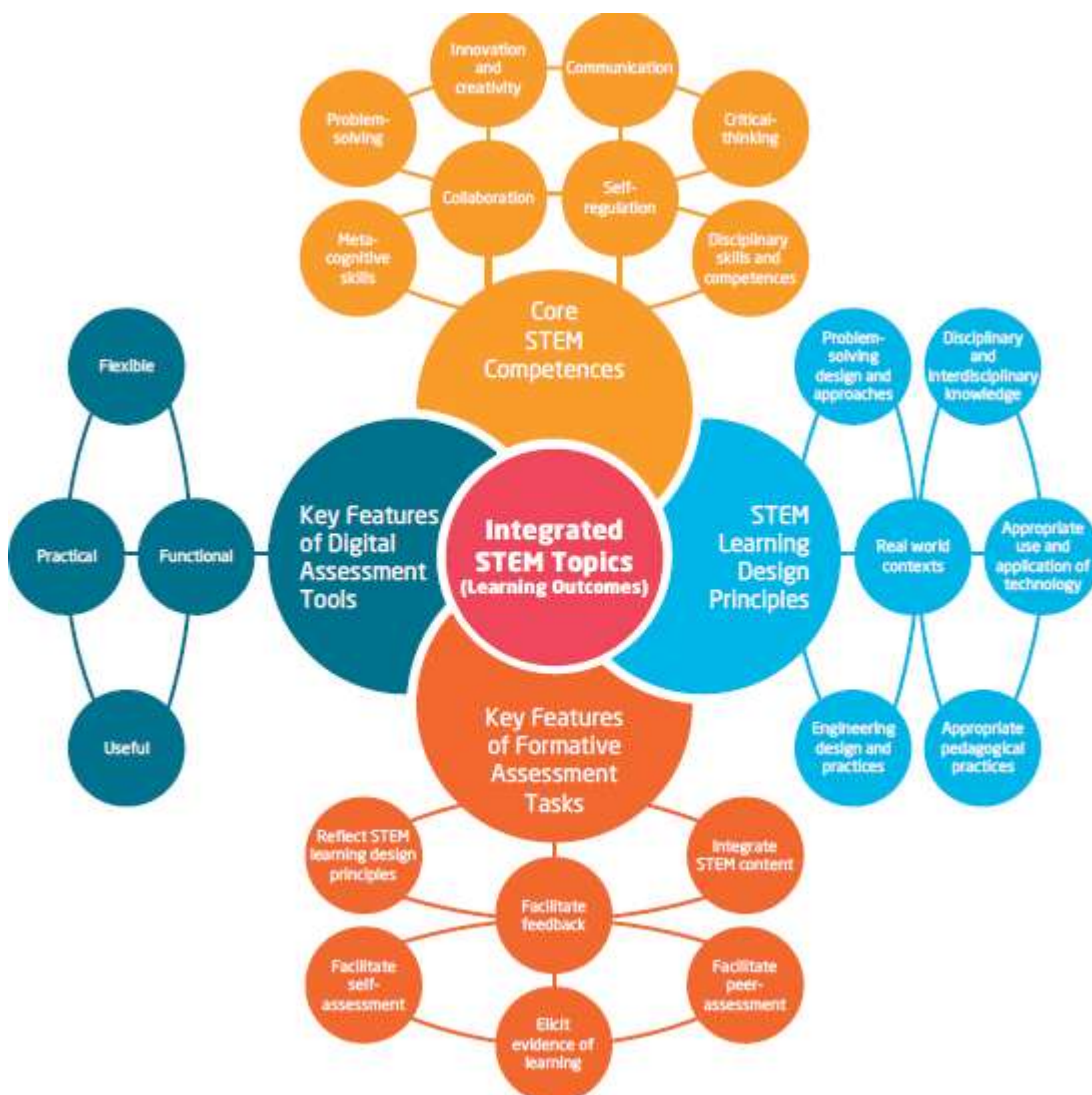 Innovation
and
creativity
Communication
Problem-
solving
Critical-
thinking
Collaboration
Self-
regulation
Meta-
cognitive
skills
Disciplinary
skills and
competences
Core
STEM
Competences
Flexible
Practical
Functional
Useful
Key Features
of Digital
Assessment
Tools
Integrated
STEM Topics
(Learning Outcomes)
STEM
Learning
Design
Principles
Problem-
solving
design and
approaches
Disciplinary
and
interdisciplinary
knowledge
Real world
contexts
Appropriate
use and
application of
technology
Engineering
design and
practices
Appropriate
pedagogical
practices
Key Features
of Formative
Assessment
Tasks
Reflect STEM
learning design
principles
Integrate
STEM content
Facilitate
feedback
Facilitate
self-
assessment
Facilitate
peer-
assessment
Elicit
evidence of
learning